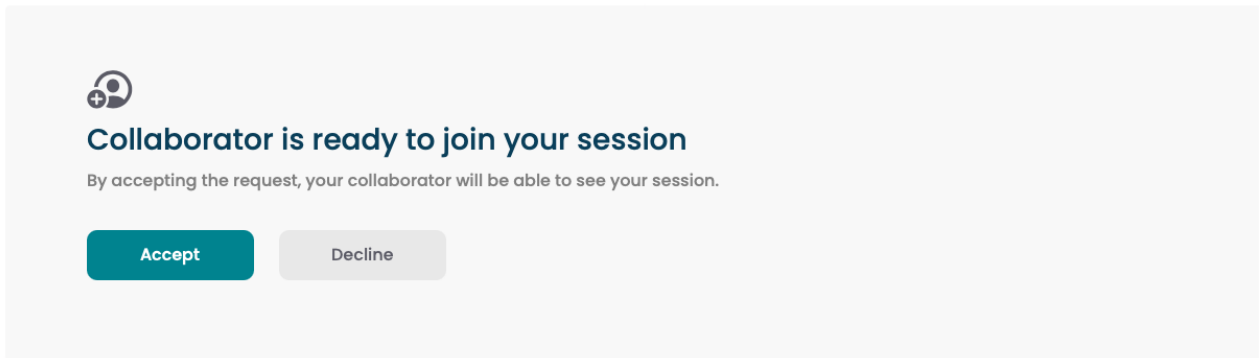 Collaborator is ready to join your session
By accepting the request, your collaborator will be able to see your session.
Accept
Decline